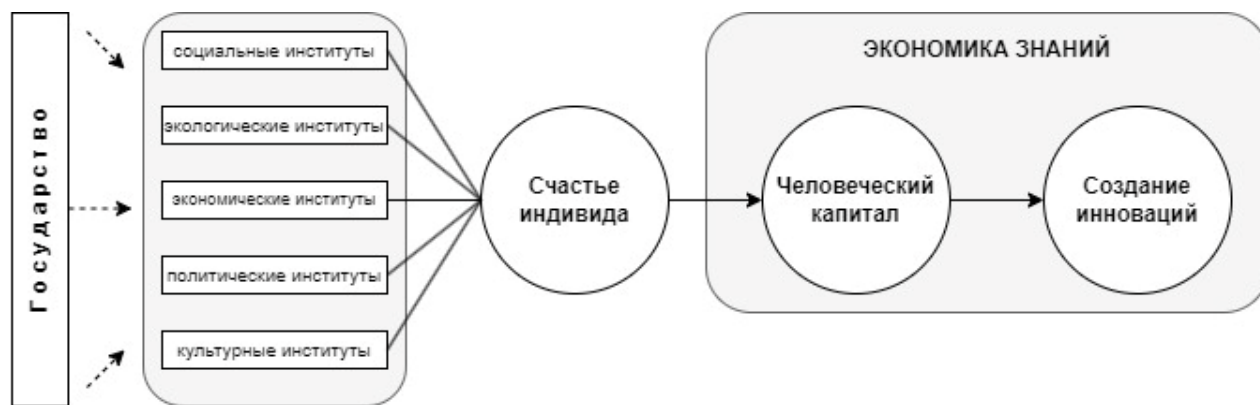 Государство
социальные институты
экологические институты
экономические институты
политические институты
культурные институты
Счастье
индивида
ЭКОНОМИКА ЗНАНИЙ
Человеческий
капитал
Создание
инноваций